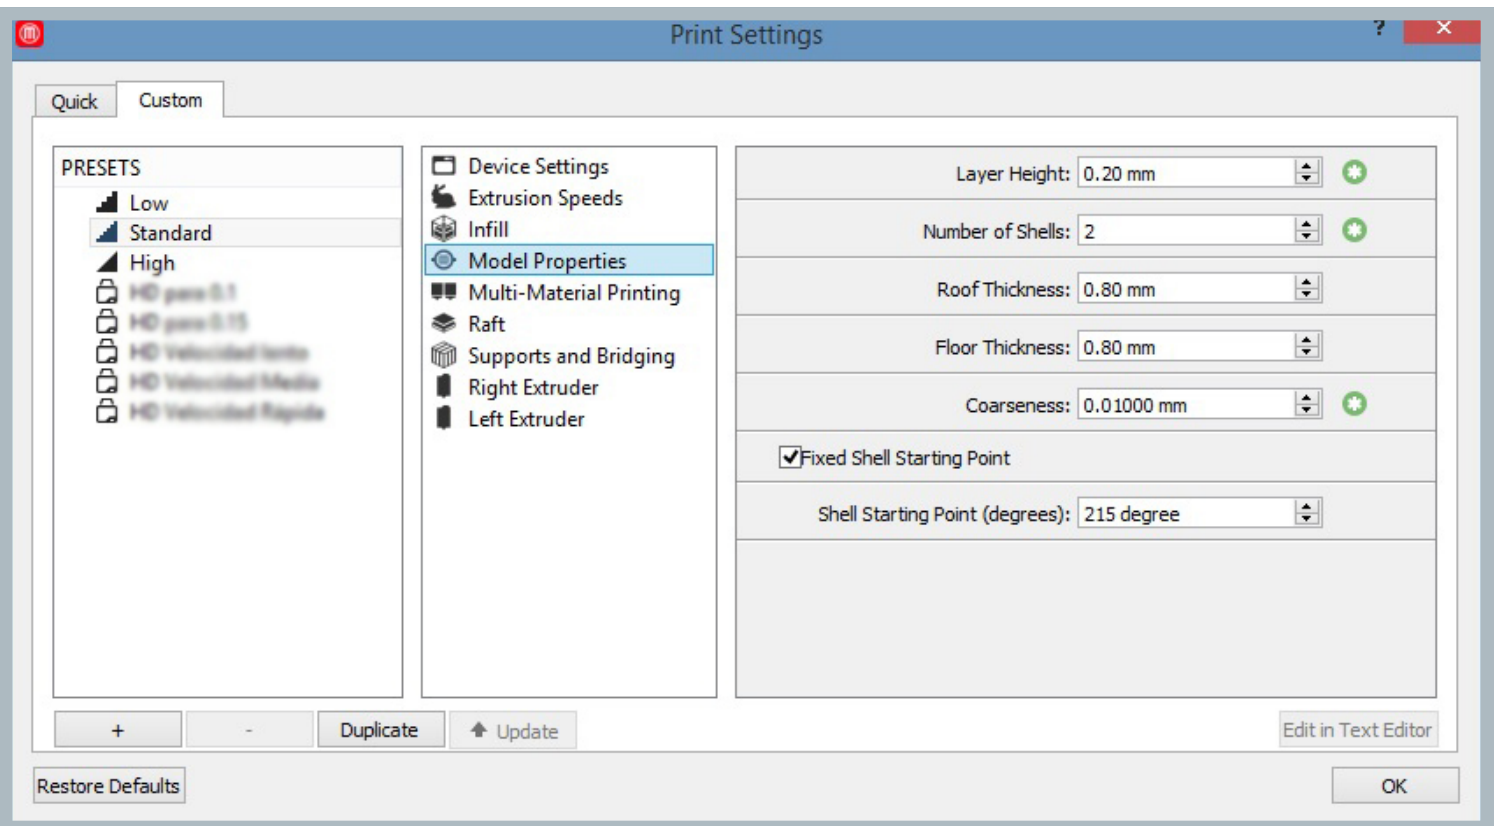 Print Settings
?
Quick
Custom
PRESETS
Low
Standard
High
Device Settings
Extrusion Speeds
Infill
Model Properties
Multi-Material Printing
Raft
Supports and Bridging
Right Extruder
Left Extruder
Layer Height: 0.20 mm
Number of Shells: 2
Roof Thickness: 0.80 mm
Floor Thickness: 0.80 mm
Coarseness: 0.01000 mm
Fixed Shell Starting Point
Shell Starting Point (degrees): 215 degree
+
-
Duplicate
Update
Edit in Text Editor
Restore Defaults
OK